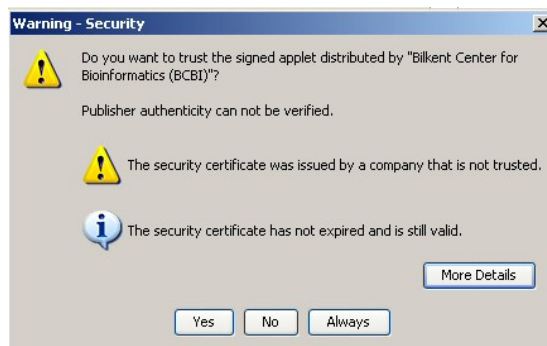 Warning - Security
Do you want to trust the signed applet distributed by "Bilkent Center for
Bioinformatics (BCBI)"?
Publisher authenticity can not be verified.
The security certificate was issued by a company that is not trusted.
The security certificate has not expired and is still valid.
More Details
Yes No Always